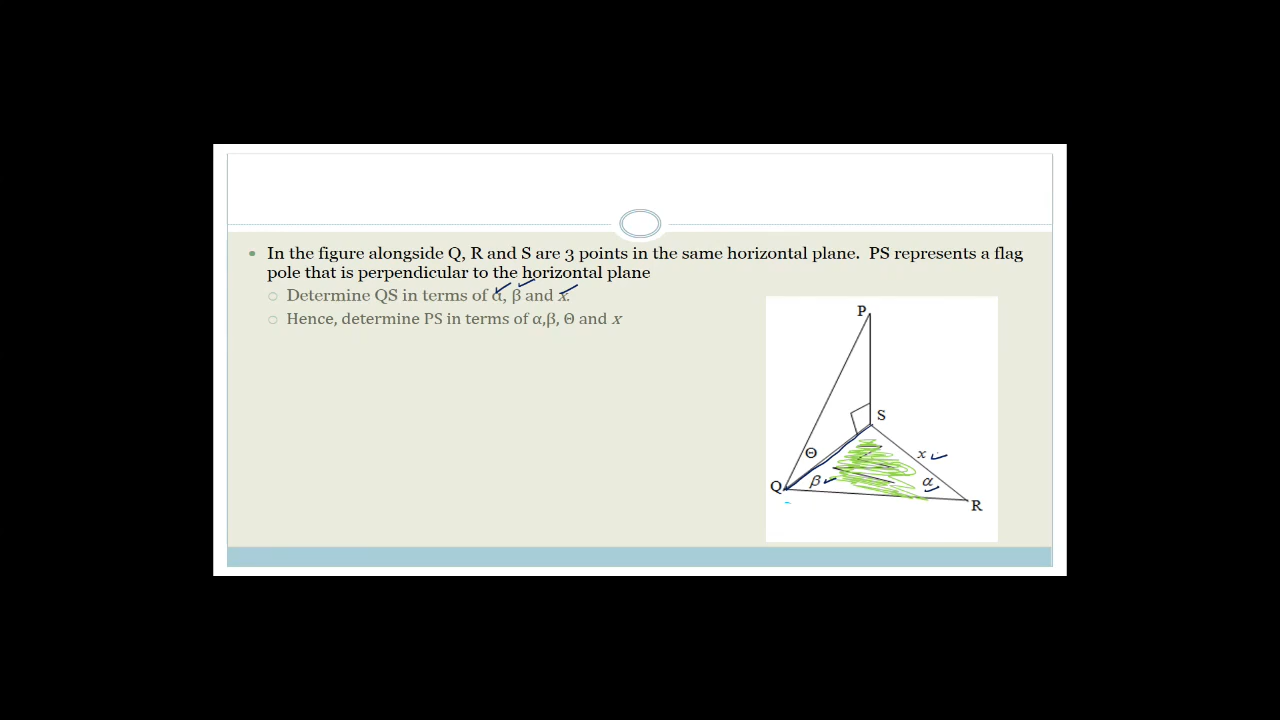 In the figure alongside Q, R and S are 3 points in the same horizontal plane. PS represents a flag
pole that is perpendicular to the horizontal plane
Determine QS in terms of α, β and x.
Hence, determine PS in terms of α,β, Θ and x
P
S
Θ
x
Q
β
α
R